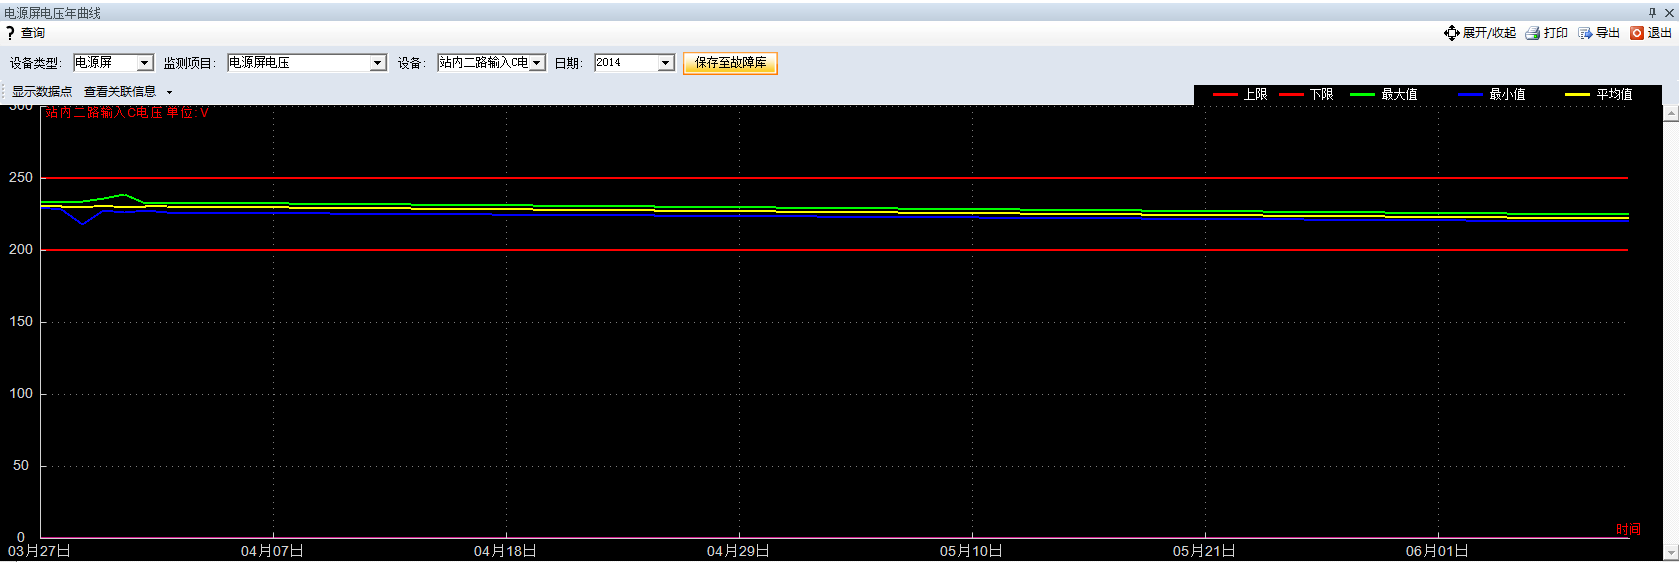 电源屏电压年曲线
? 查询 展开/收起 打印 导出 退出
设备类型: 电源屏 监测项目: 电源屏电压 设备: 站内二路输入C电 日期: 2014 保存至故障库
显示数据点 查看关联信息
上限 下限 最大值 最小值 平均值
300
站内二路输入C电压 单位:V
250
200
150
100
50
0
时间
03月27日 04月07日 04月18日 04月29日 05月10日 05月21日 06月01日